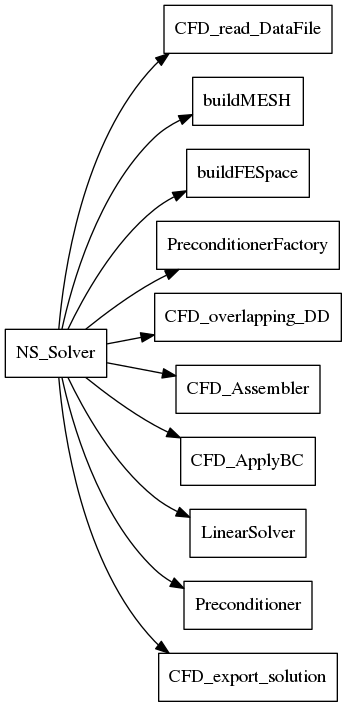 CFD_read_DataFile
buildMESH
buildFESpace
PreconditionerFactory
CFD_overlapping_DD
NS_Solver
CFD_Assembler
CFD_ApplyBC
LinearSolver
Preconditioner
CFD_export_solution